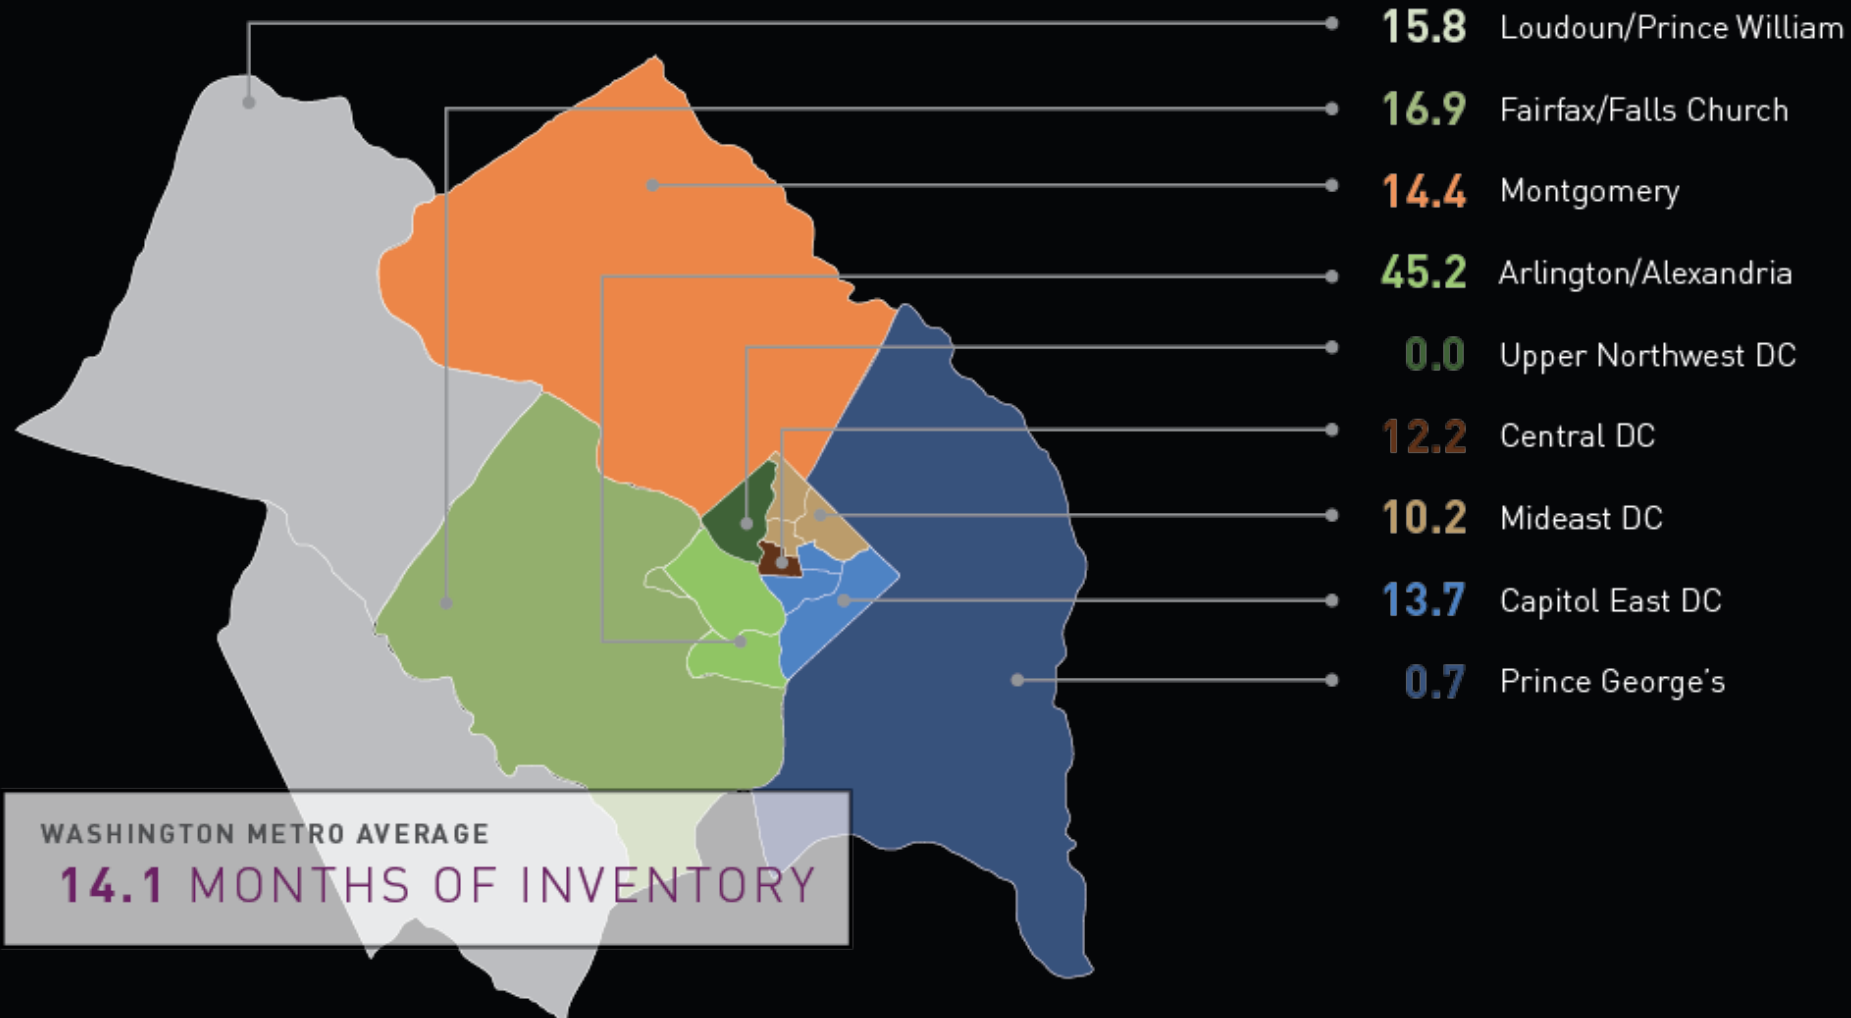 15.8 Loudoun/Prince William
16.9 Fairfax/Falls Church
14.4 Montgomery
45.2 Arlington/Alexandria
0.0 Upper Northwest DC
12.2 Central DC
10.2 Mideast DC
13.7 Capitol East DC
0.7 Prince George's
WASHINGTON METRO AVERAGE
14.1 MONTHS OF INVENTORY